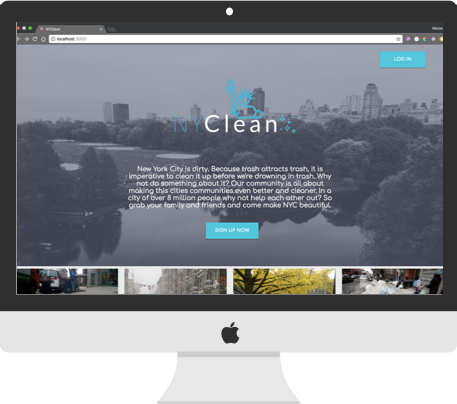 NYClean
localhost:3000
LOG IN
NYClean
New York City is dirty. Because trash attracts trash, it is
imperative to clean it up before we're drowning in trash. Why
not do something about it? Our community is all about
making this cities communities even better and cleaner. In a
city of over 8 million people why not help each other out? So
grab your family and friends and come make NYC beautiful.
SIGN UP NOW